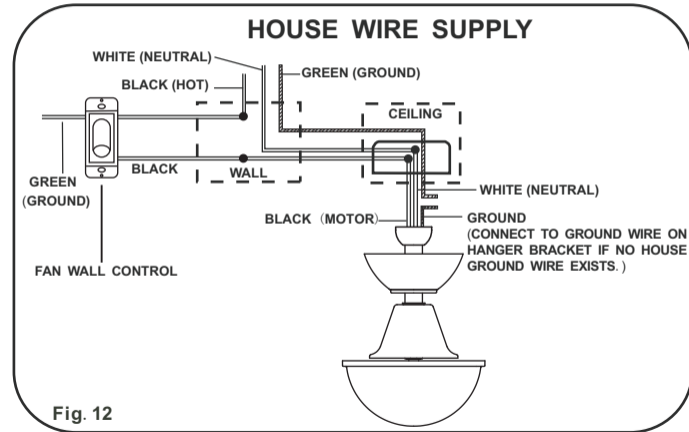 HOUSE WIRE SUPPLY
WHITE (NEUTRAL)
GREEN (GROUND)
BLACK (HOT)
CEILING
GREEN
(GROUND)
BLACK
WALL
WHITE (NEUTRAL)
BLACK (MOTOR)
GROUND
(CONNECT TO GROUND WIRE ON
HANGER BRACKET IF NO HOUSE
GROUND WIRE EXISTS.)
FAN WALL CONTROL
Fig. 12